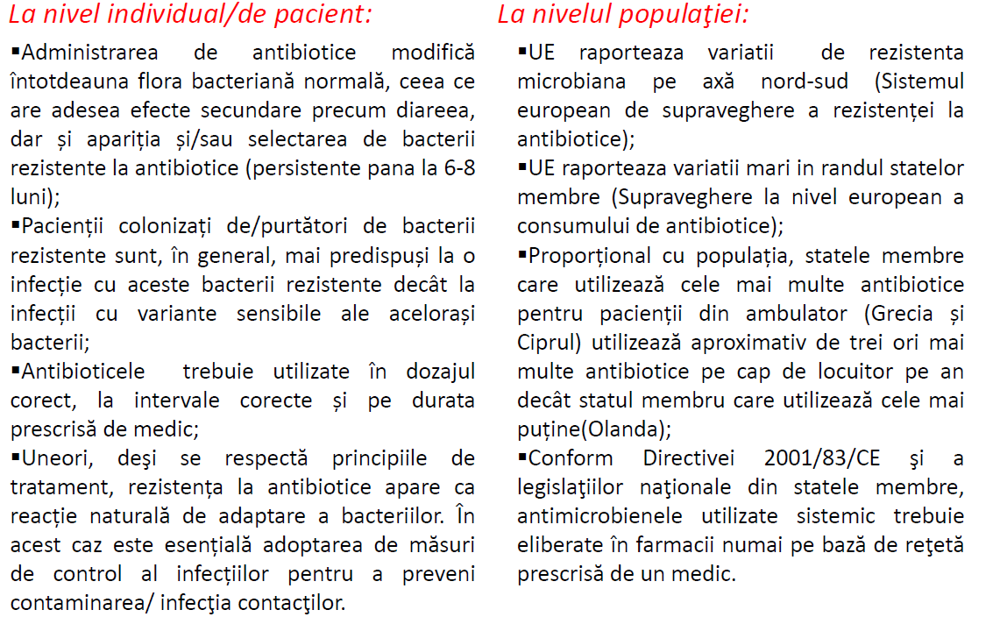 La nivel individual/de pacient:
▪Administrarea de antibiotice modifică
întotdeauna flora bacteriană normală, ceea ce
are adesea efecte secundare precum diareea,
dar și apariția și/sau selectarea de bacterii
rezistente la antibiotice (persistente pana la 6-8
luni);
▪Pacienții colonizați de/purtători de bacterii
rezistente sunt, în general, mai predispuși la o
infecție cu aceste bacterii rezistente decât la
infecții cu variante sensibile ale acelorași
bacterii;
▪Antibioticele trebuie utilizate în dozajul
corect, la intervale corecte și pe durata
prescrisă de medic;
▪Uneori, deşi se respectă principiile de
tratament, rezistența la antibiotice apare ca
reacție naturală de adaptare a bacteriilor. În
acest caz este esențială adoptarea de măsuri
de control al infecțiilor pentru a preveni
contaminarea/ infecţia contacţilor.
La nivelul populaţiei:
▪UE raporteaza variatii de rezistenta
microbiana pe axă nord-sud (Sistemul
european de supraveghere a rezistenței la
antibiotice);
▪UE raporteaza variatii mari in randul statelor
membre (Supraveghere la nivel european a
consumului de antibiotice);
▪Proporțional cu populația, statele membre
care utilizează cele mai multe antibiotice
pentru pacienții din ambulator (Grecia și
Ciprul) utilizează aproximativ de trei ori mai
multe antibiotice pe cap de locuitor pe an
decât statul membru care utilizează cele mai
puține(Olanda);
▪Conform Directivei 2001/83/CE şi a
legislaţiilor naţionale din statele membre,
antimicrobienele utilizate sistemic trebuie
eliberate în farmacii numai pe bază de reţetă
prescrisă de un medic.